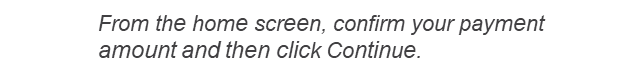 From the home screen, confirm your payment
amount and then click Continue.